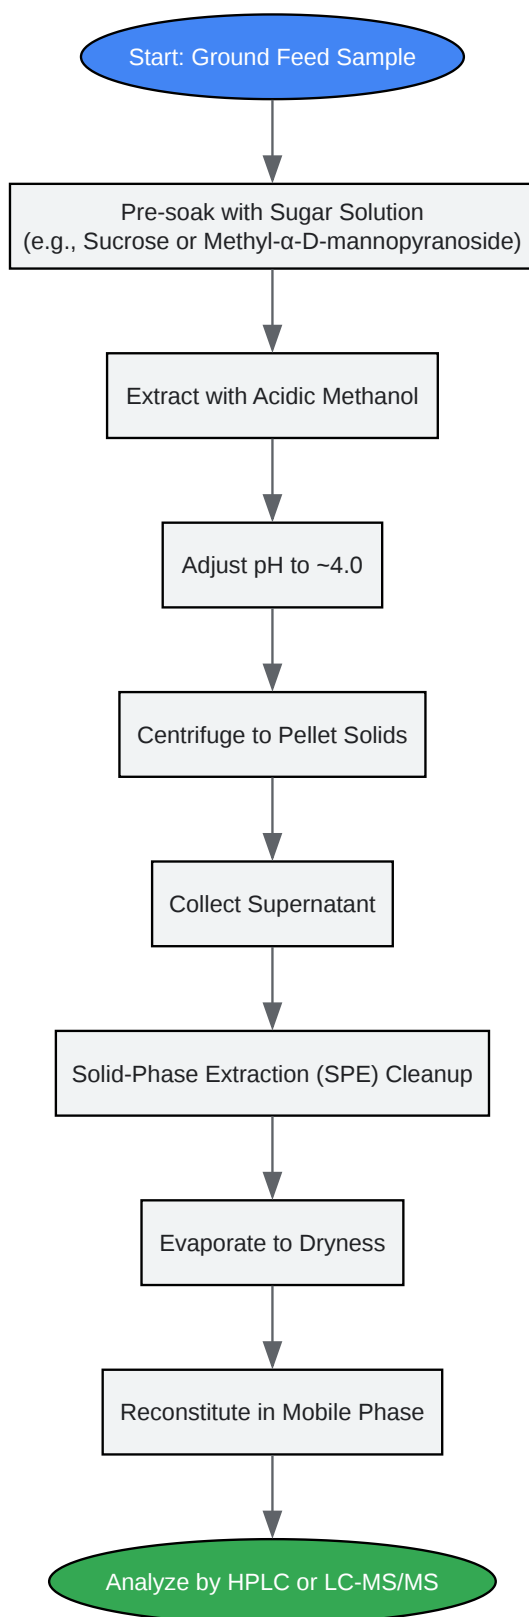 Start: Ground Feed Sample
Pre-soak with Sugar Solution
(e.g., Sucrose or Methyl-α-D-mannopyranoside)
Extract with Acidic Methanol
Adjust pH to ~4.0
Centrifuge to Pellet Solids
Collect Supernatant
Solid-Phase Extraction (SPE) Cleanup
Evaporate to Dryness
Reconstitute in Mobile Phase
Analyze by HPLC or LC-MS/MS